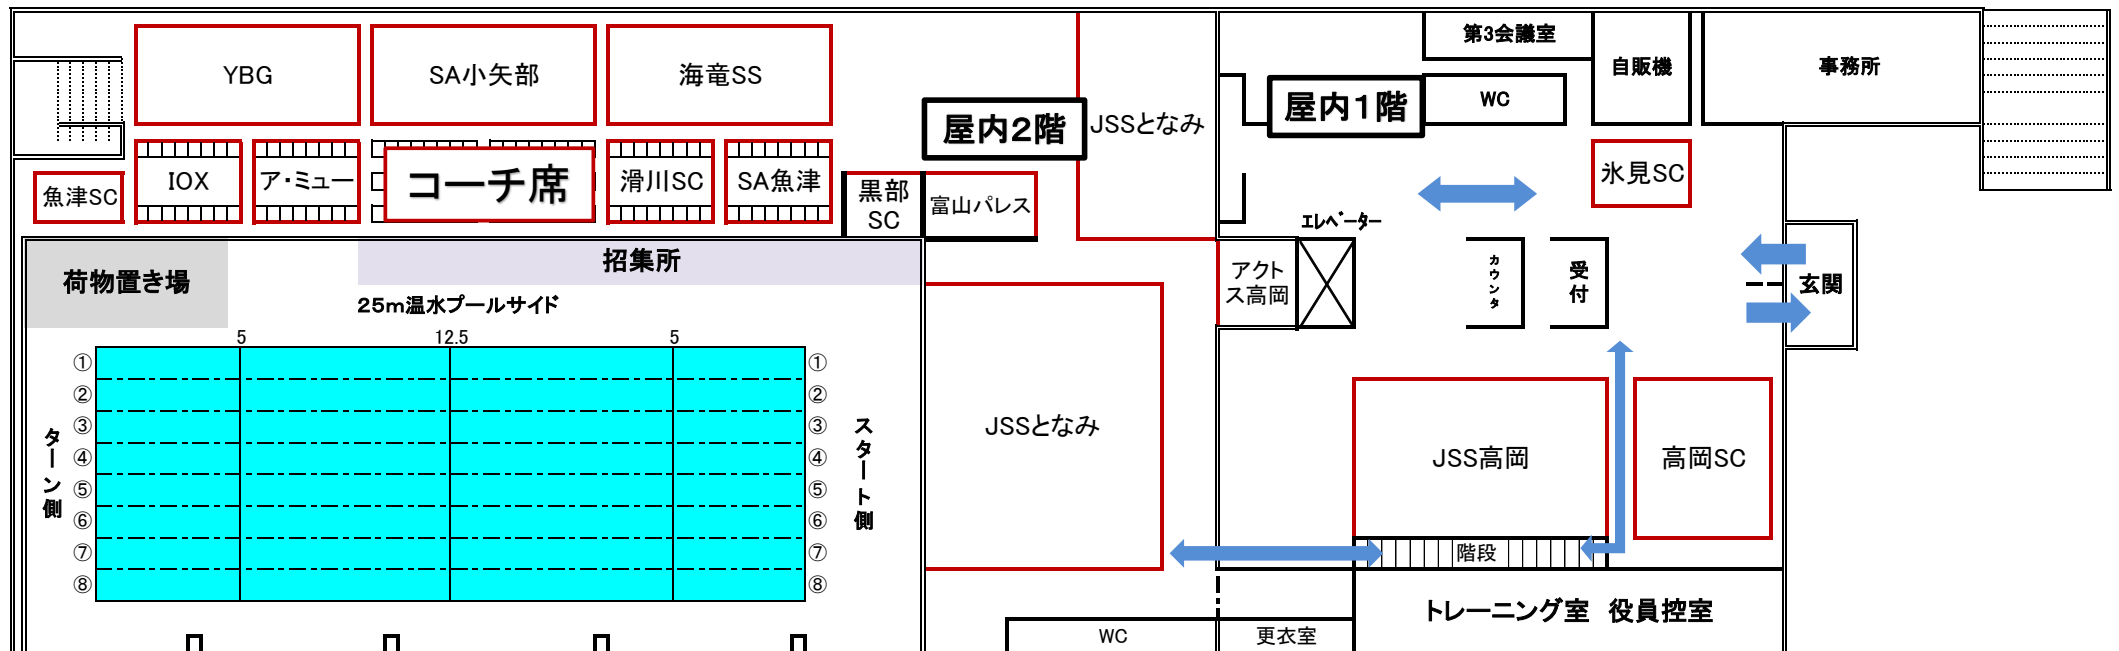 YBG
SA小矢部
海竜SS
屋内2階
JSSとなみ
屋内1階
第3会議室
WC
自販機
事務所
魚津SC
IOX
ア・ミュー
コーチ席
滑川SC
SA魚津
黒部
SC
富山パレス
氷見SC
エレベーター
荷物置き場
招集所
25m温水プールサイド
アクト
ス高岡
カウンタ
受付
玄関
5
12.5
5
①
②
③
④
⑤
⑥
⑦
⑧
ターン側
①
②
③
④
⑤
⑥
⑦
⑧
スタート側
JSSとなみ
JSS高岡
高岡SC
階段
トレーニング室 役員控室
WC
更衣室